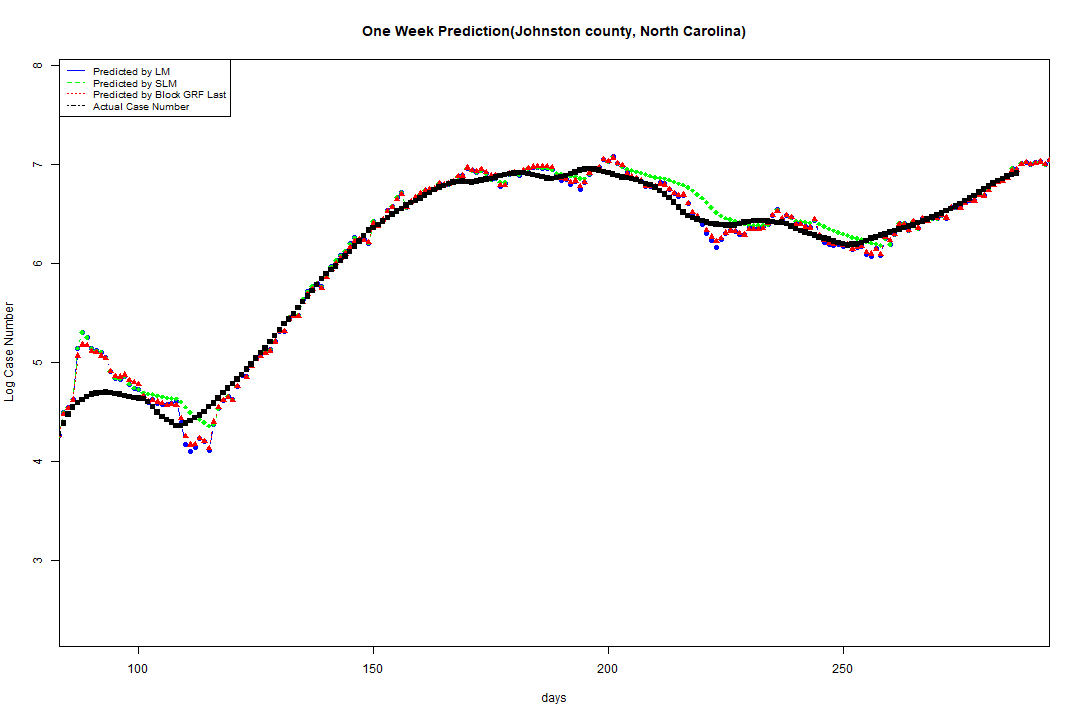 One Week Prediction(Johnston county, North Carolina)
Predicted by LM
Predicted by SLM
Predicted by Block GRF Last
Actual Case Number
8
7
6
5
4
3
Log Case Number
100 150 200 250
days